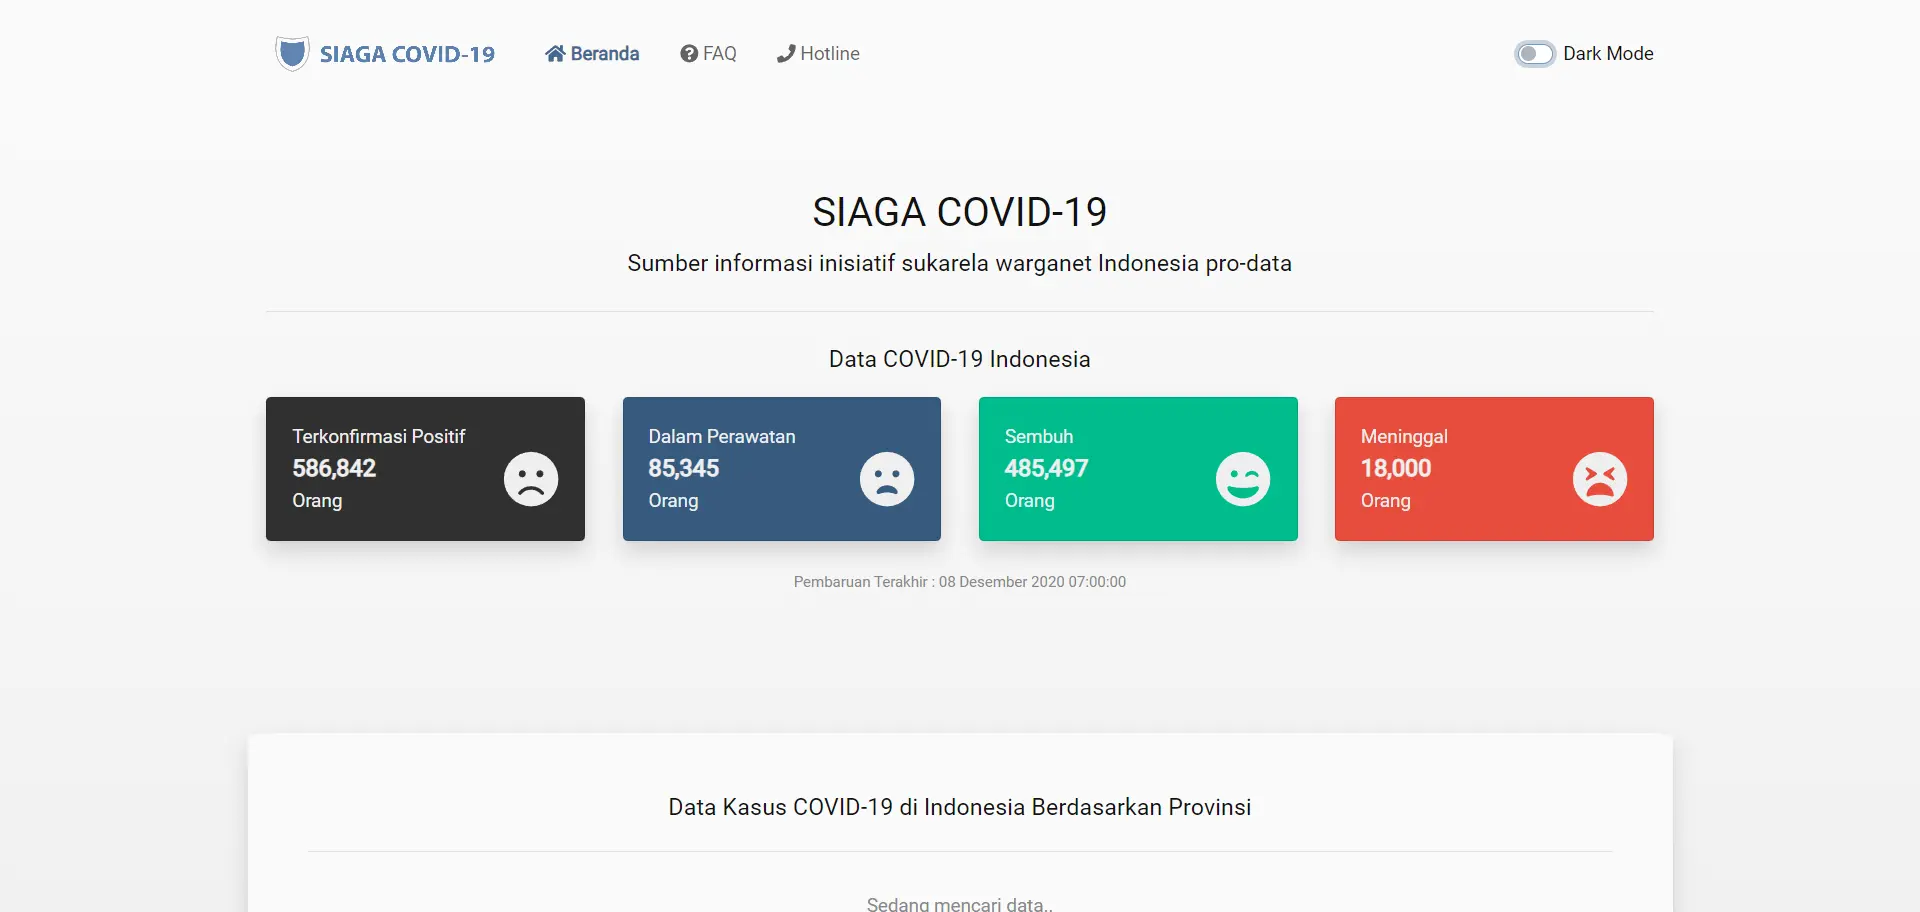 SIAGA COVID-19
Beranda
FAQ
Hotline
Dark Mode
SIAGA COVID-19
Sumber informasi inisiatif sukarela warganet Indonesia pro-data
Data COVID-19 Indonesia
Terkonfirmasi Positif
586,842
Orang
Dalam Perawatan
85,345
Orang
Sembuh
485,497
Orang
Meninggal
18,000
Orang
Pembaruan Terakhir : 08 Desember 2020 07:00:00
Data Kasus COVID-19 di Indonesia Berdasarkan Provinsi
Sedang mencari data..